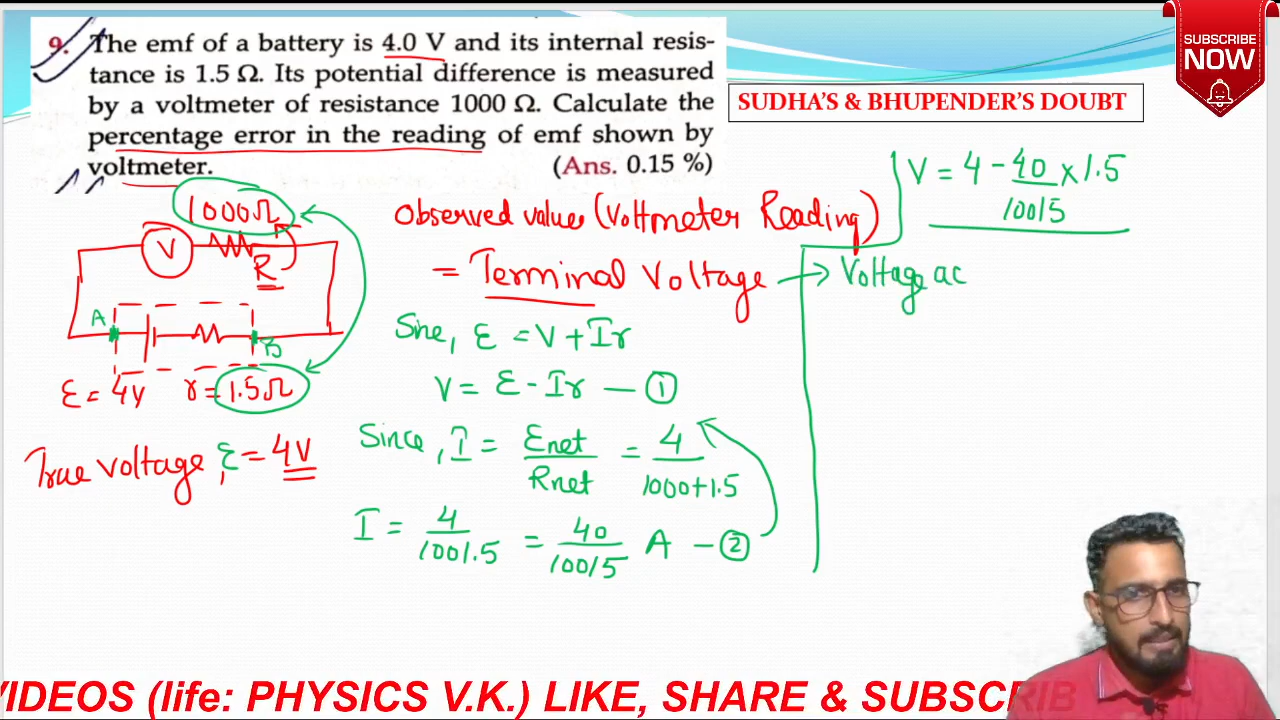 9. The emf of a battery is 4.0 V and its internal resis-
tance is 1.5 Ω. Its potential difference is measured
by a voltmeter of resistance 1000 Ω. Calculate the
percentage error in the reading of emf shown by
voltmeter. (Ans. 0.15 %)
SUBSCRIBE
NOW
SUDHA'S & BHUPENDER'S DOUBT
1000Ω
V
R
A
B
ε = 4V r = 1.5Ω
True voltage, ε = 4V
Observed value (Voltmeter Reading)
= Terminal Voltage → Voltage ac
Sine, ε = V + Ir
V = ε - Ir — ①
Since, I = Enet/Rnet = 4/1000+1.5
I = 4/1001.5 = 40/10015 A — ②
V = 4 - 40/10015 × 1.5
VIDEOS (life: PHYSICS V.K.) LIKE, SHARE & SUBSCRIB